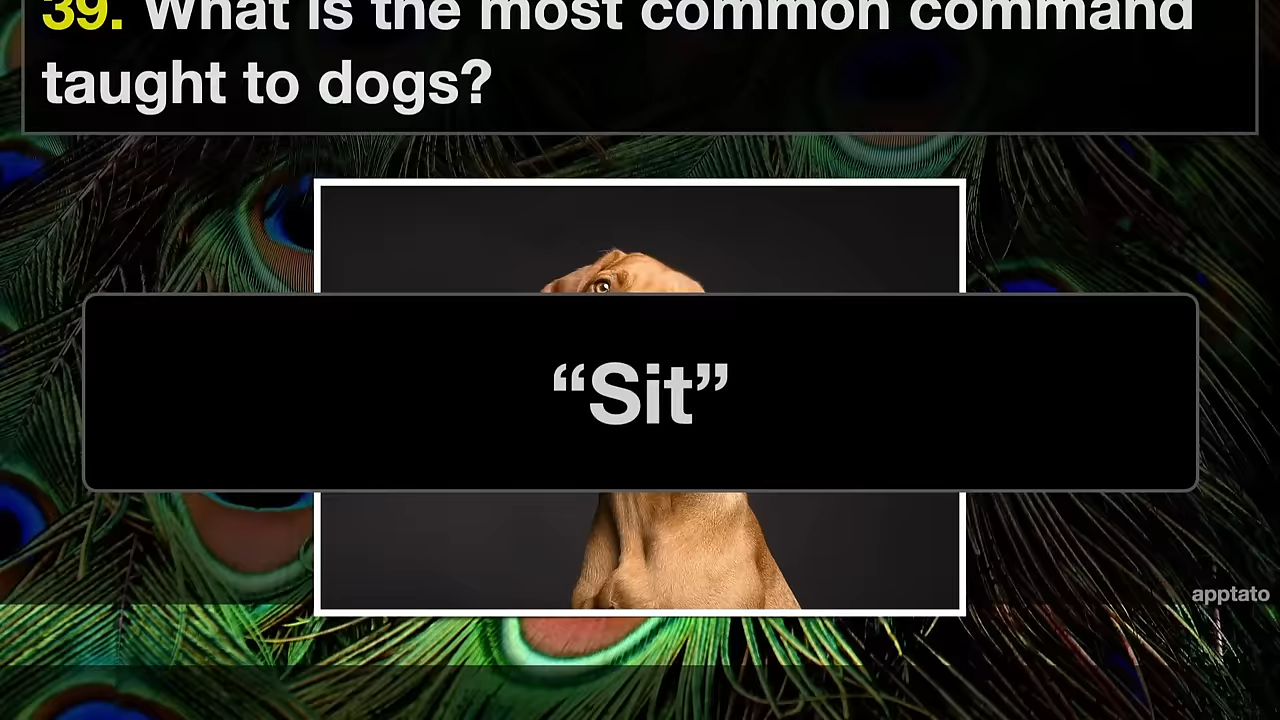 39. What is the most common command
taught to dogs?
“Sit”
apptato